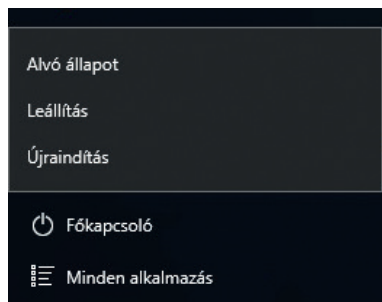 Alvó állapot
Leállítás
Újraindítás
Főkapcsoló
Minden alkalmazás